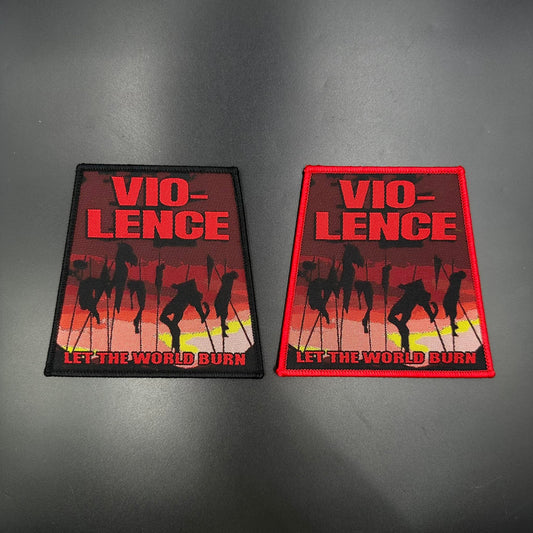 VIO-
LENCE
LET THE WORLD BURN
VIO-
LENCE
LET THE WORLD BURN